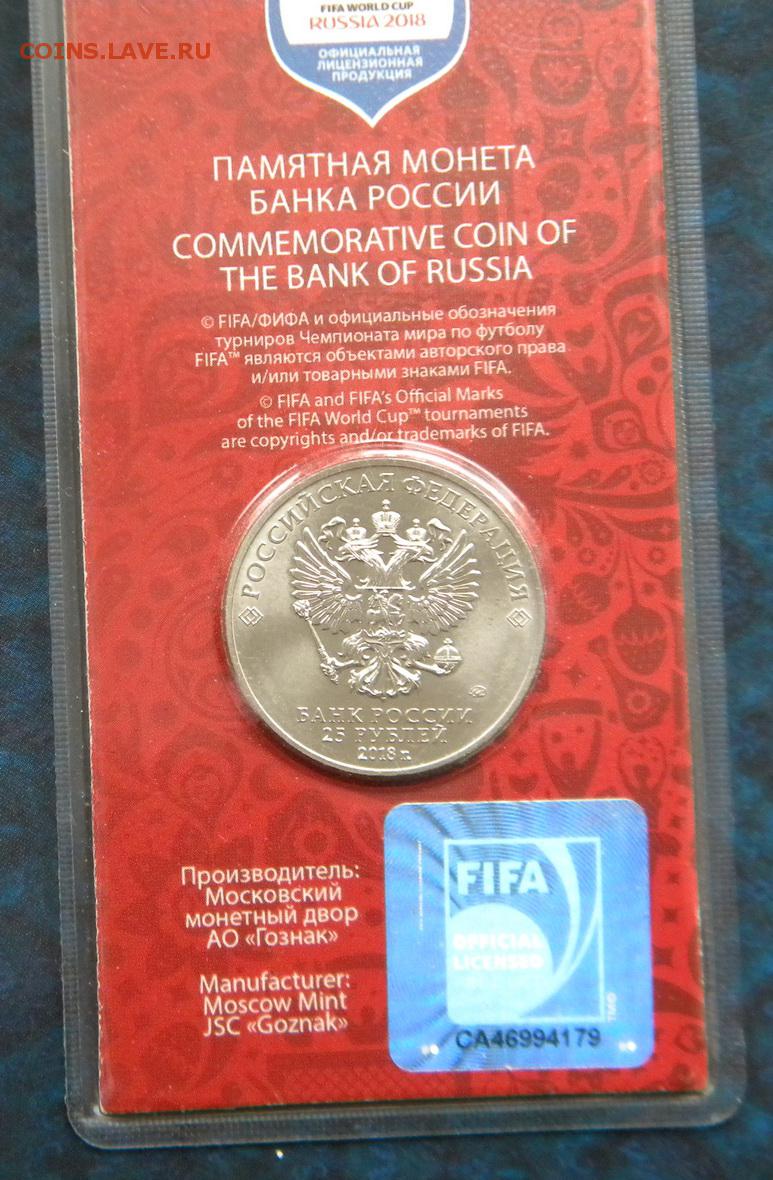 COINS.LAVE.RU
FIFA WORLD CUP
RUSSIA 2018
ОФИЦИАЛЬНАЯ
ЛИЦЕНЗИОННАЯ
ПРОДУКЦИЯ
ПАМЯТНАЯ МОНЕТА
БАНКА РОССИИ
COMMEMORATIVE COIN OF
THE BANK OF RUSSIA
© FIFA/ФИФА и официальные обозначения
турниров Чемпионата мира по футболу
FIFA™ являются объектами авторского права
и/или товарными знаками FIFA.
© FIFA and FIFA's Official Marks
of the FIFA World Cup™ tournaments
are copyrights and/or trademarks of FIFA.
РОССИЙСКАЯ ФЕДЕРАЦИЯ
БАНК РОССИИ
25 РУБЛЕЙ
2018 г.
Производитель:
Московский
монетный двор
АО «Гознак»
Manufacturer:
Moscow Mint
JSC «Goznak»
FIFA
OFFICIAL
LICENSED
TM©
CA46994179